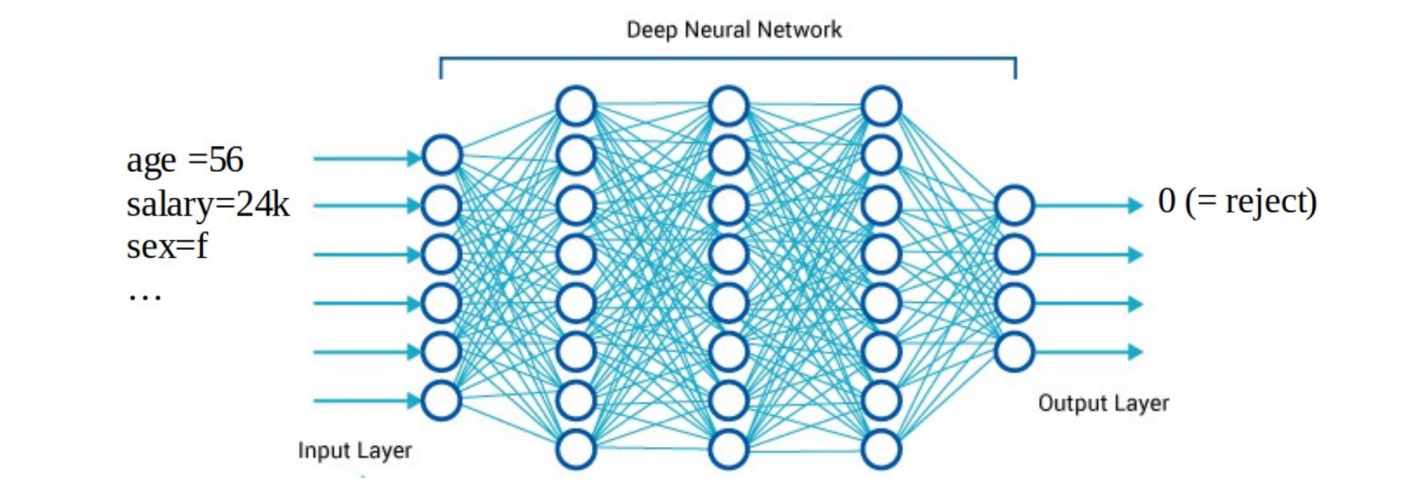 Deep Neural Network
age =56
salary=24k
sex=f
…
0 (= reject)
Input Layer
Output Layer